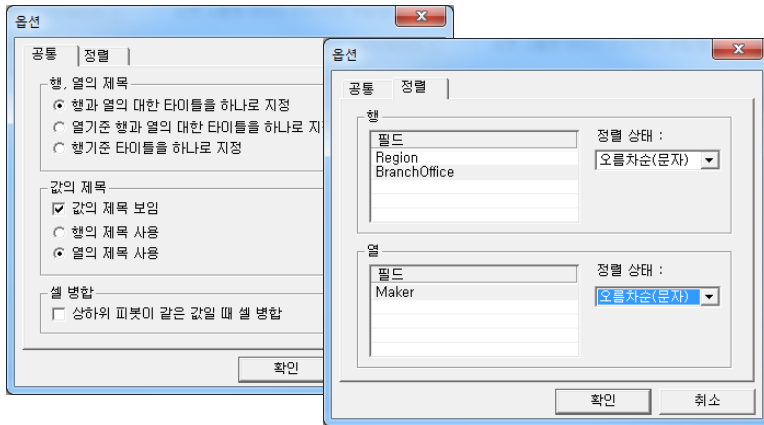 옵션
공통
정렬
행, 열의 제목
행과 열의 대한 타이틀을 하나로 지정
열기준 행과 열의 대한 타이틀을 하나로
행기준 타이틀을 하나로 지정
값의 제목
값의 제목 보임
행의 제목 사용
열의 제목 사용
셀 병합
상하위 피봇이 같은 값일 때 셀 병합
확인
옵션
공통
정렬
행
필드
Region
BranchOffice
정렬 상태 :
오름차순(문자)
열
필드
Maker
정렬 상태 :
오름차순(문자)
확인
취소